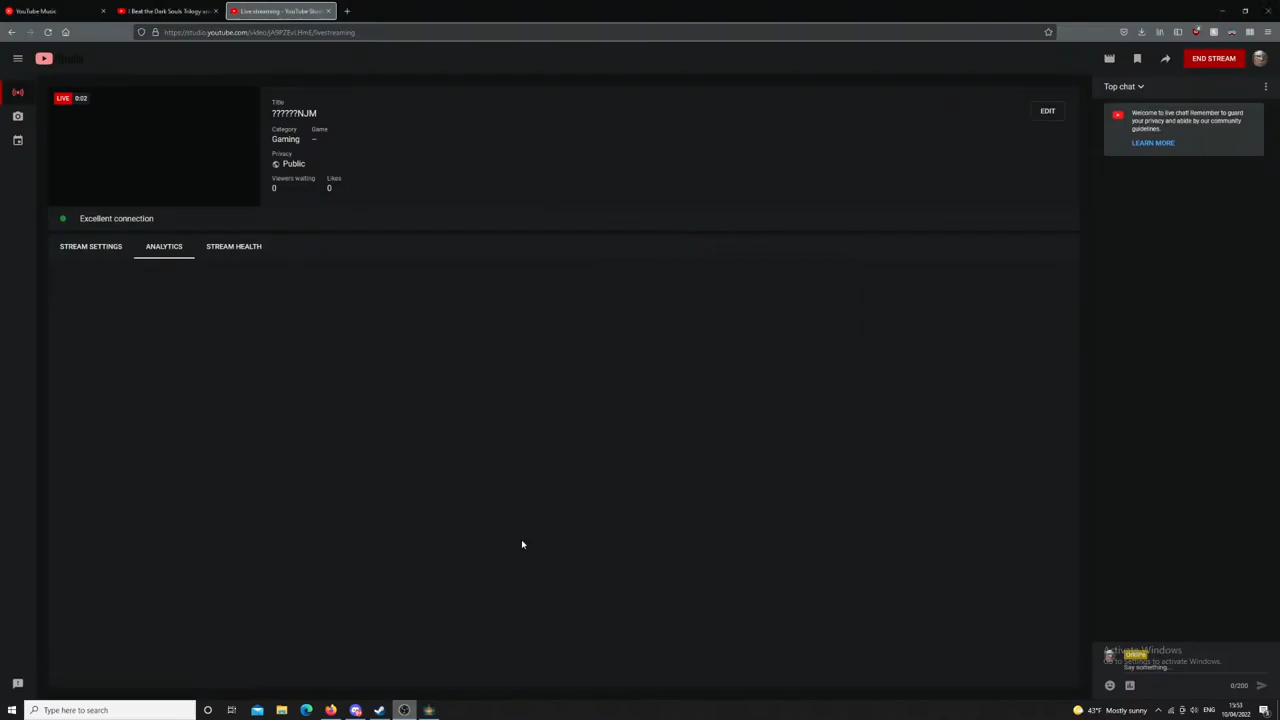 YouTube Music
I Beat the Dark Souls Trilogy an
Live streaming - YouTube Stu
https://studio.youtube.com/video/jA9PZEvLHmE/livestreaming
Studio
END STREAM
LIVE 0:02
Title
??????NJM
Category Game
Gaming –
Privacy
Public
Viewers waiting Likes
0 0
EDIT
Excellent connection
STREAM SETTINGS ANALYTICS STREAM HEALTH
Top chat
Welcome to live chat! Remember to guard
your privacy and abide by our community
guidelines.
LEARN MORE
Activate Windows
Go to Settings to activate Windows.
Say something...
0/200
Type here to search
43°F Mostly sunny
ENG
15:53
10/04/2022